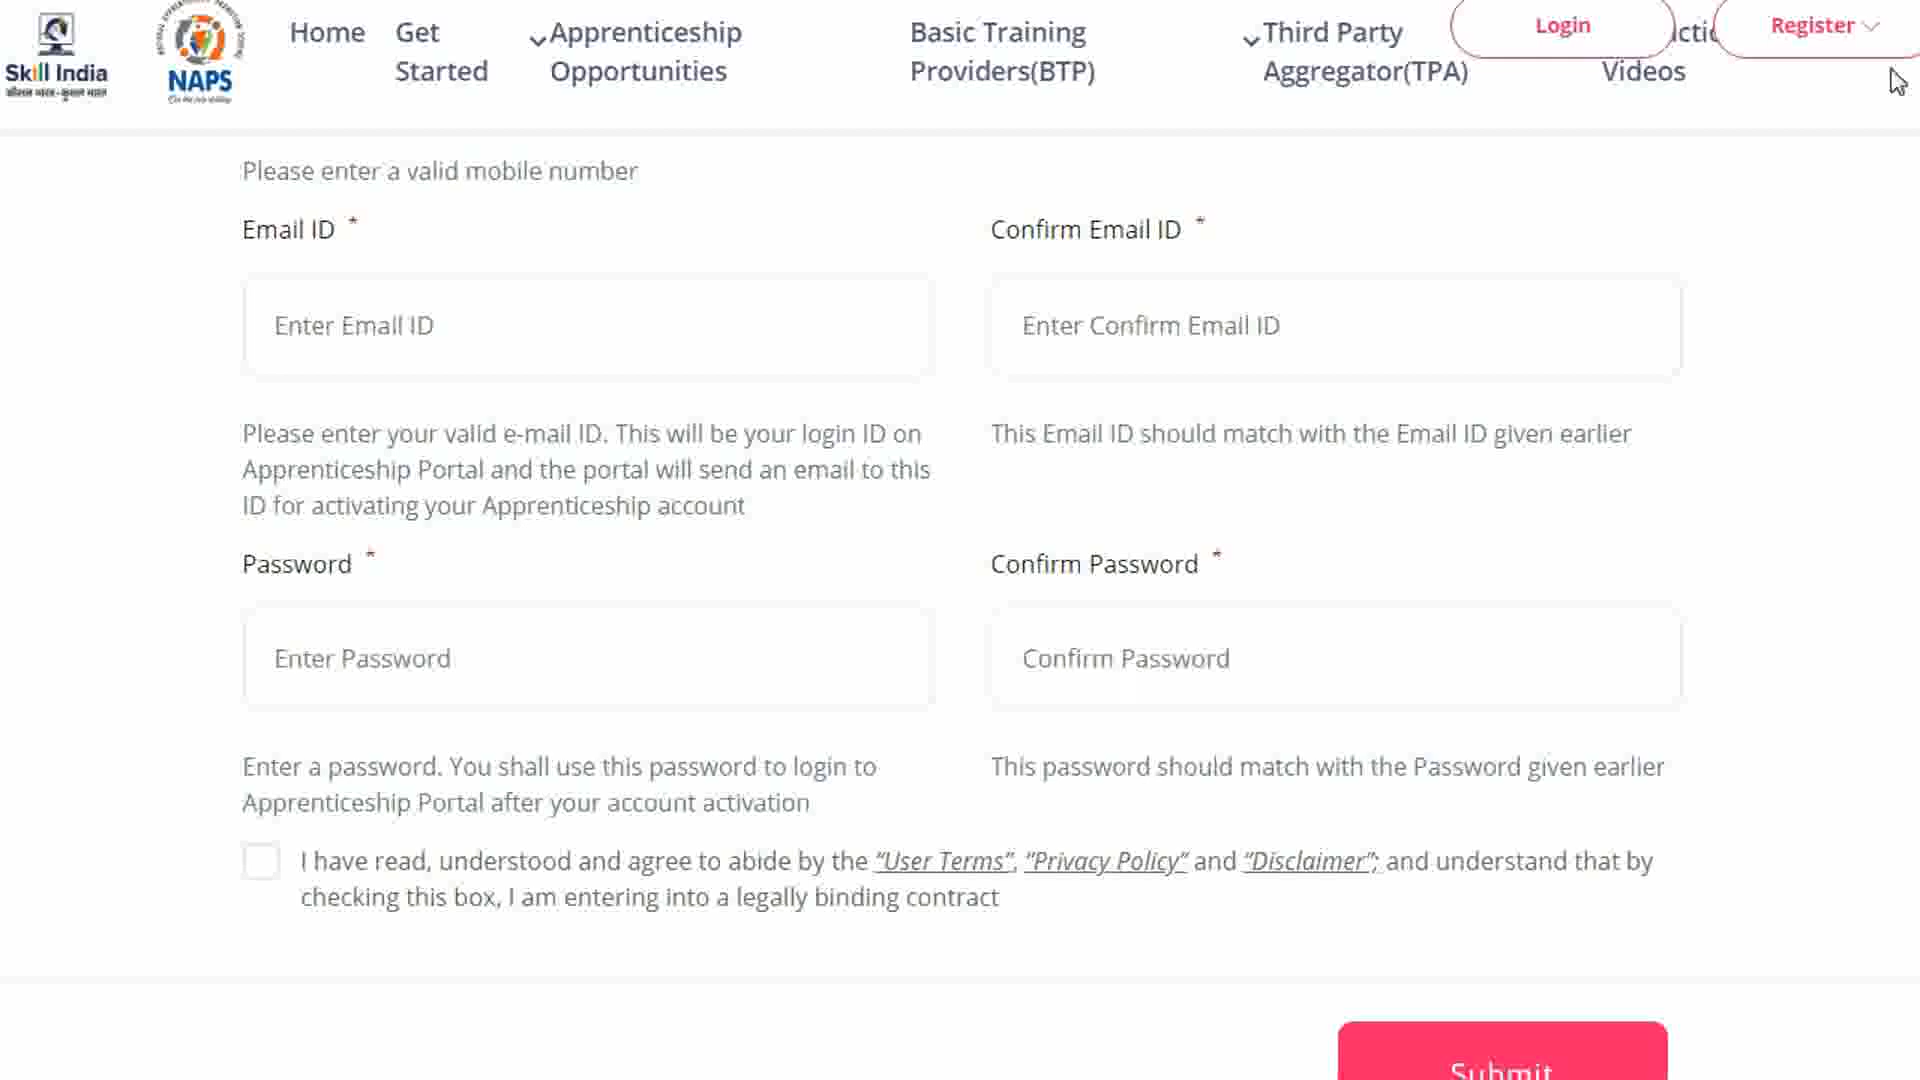 Home
Get
Started
Apprenticeship
Opportunities
Basic Training
Providers(BTP)
Third Party
Aggregator(TPA)
Videos
Login
Register
Skill India
कौशल भारत - कुशल भारत
NAPS
Please enter a valid mobile number
Email ID *
Confirm Email ID *
Enter Email ID
Enter Confirm Email ID
Please enter your valid e-mail ID. This will be your login ID on
Apprenticeship Portal and the portal will send an email to this
ID for activating your Apprenticeship account
This Email ID should match with the Email ID given earlier
Password *
Confirm Password *
Enter Password
Confirm Password
Enter a password. You shall use this password to login to
Apprenticeship Portal after your account activation
This password should match with the Password given earlier
I have read, understood and agree to abide by the “User Terms”, “Privacy Policy” and “Disclaimer”; and understand that by
checking this box, I am entering into a legally binding contract
Submit